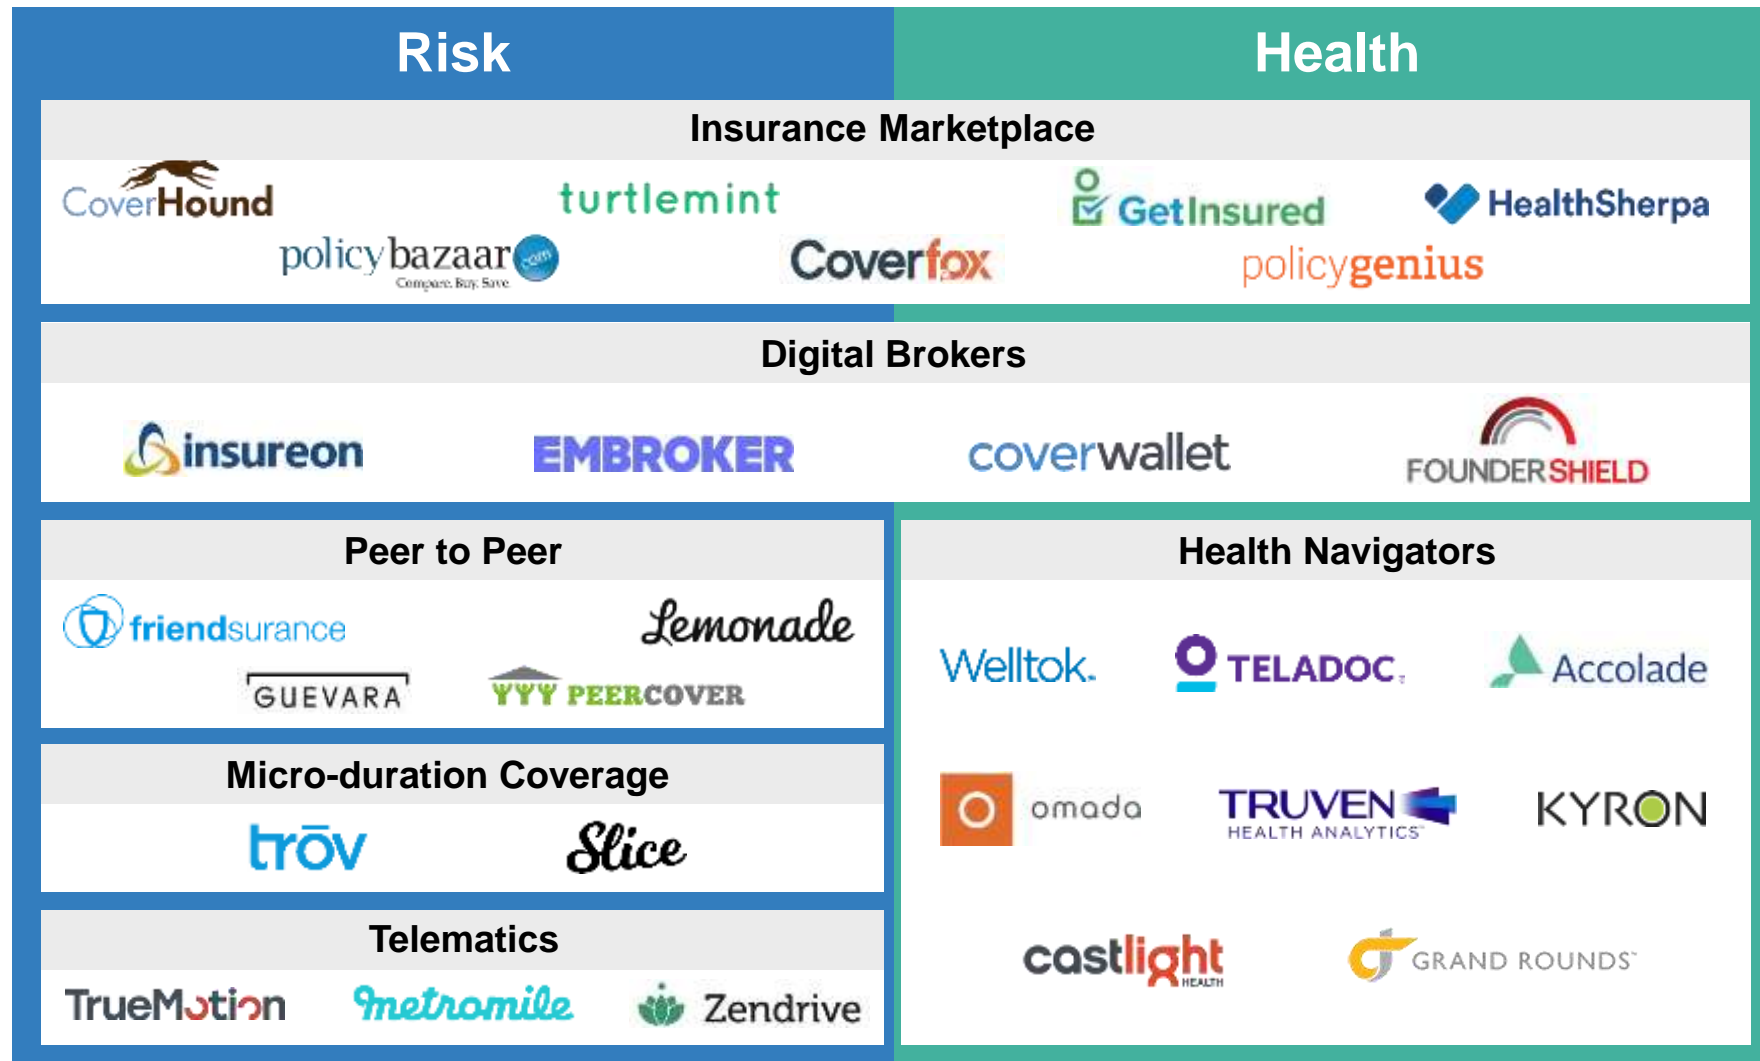 Risk
Health
Insurance Marketplace
CoverHound
turtlemint
GetInsured
HealthSherpa
policybazaar.com
Compare. Buy. Save.
Coverfox
policygenius
Digital Brokers
insureon
EMBROKER
coverwallet
FOUNDERSHIELD
Peer to Peer
friendsurance
Lemonade
GUEVARA
PEERCOVER
Health Navigators
Welltok.
TELADOC
Accolade
omada
TRUVEN
HEALTH ANALYTICS
KYRON
castlight
HEALTH
GRAND ROUNDS
Micro-duration Coverage
trōv
Slice
Telematics
TrueMotion
metromile
Zendrive